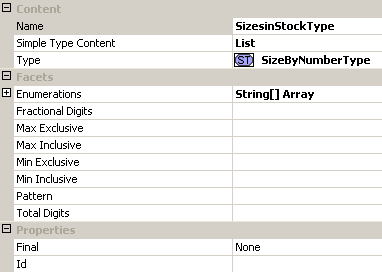 Content
Name SizesinStockType
Simple Type Content List
Type ST SizeByNumberType
Facets
Enumerations String[] Array
Fractional Digits
Max Exclusive
Max Inclusive
Min Exclusive
Min Inclusive
Pattern
Total Digits
Properties
Final None
Id